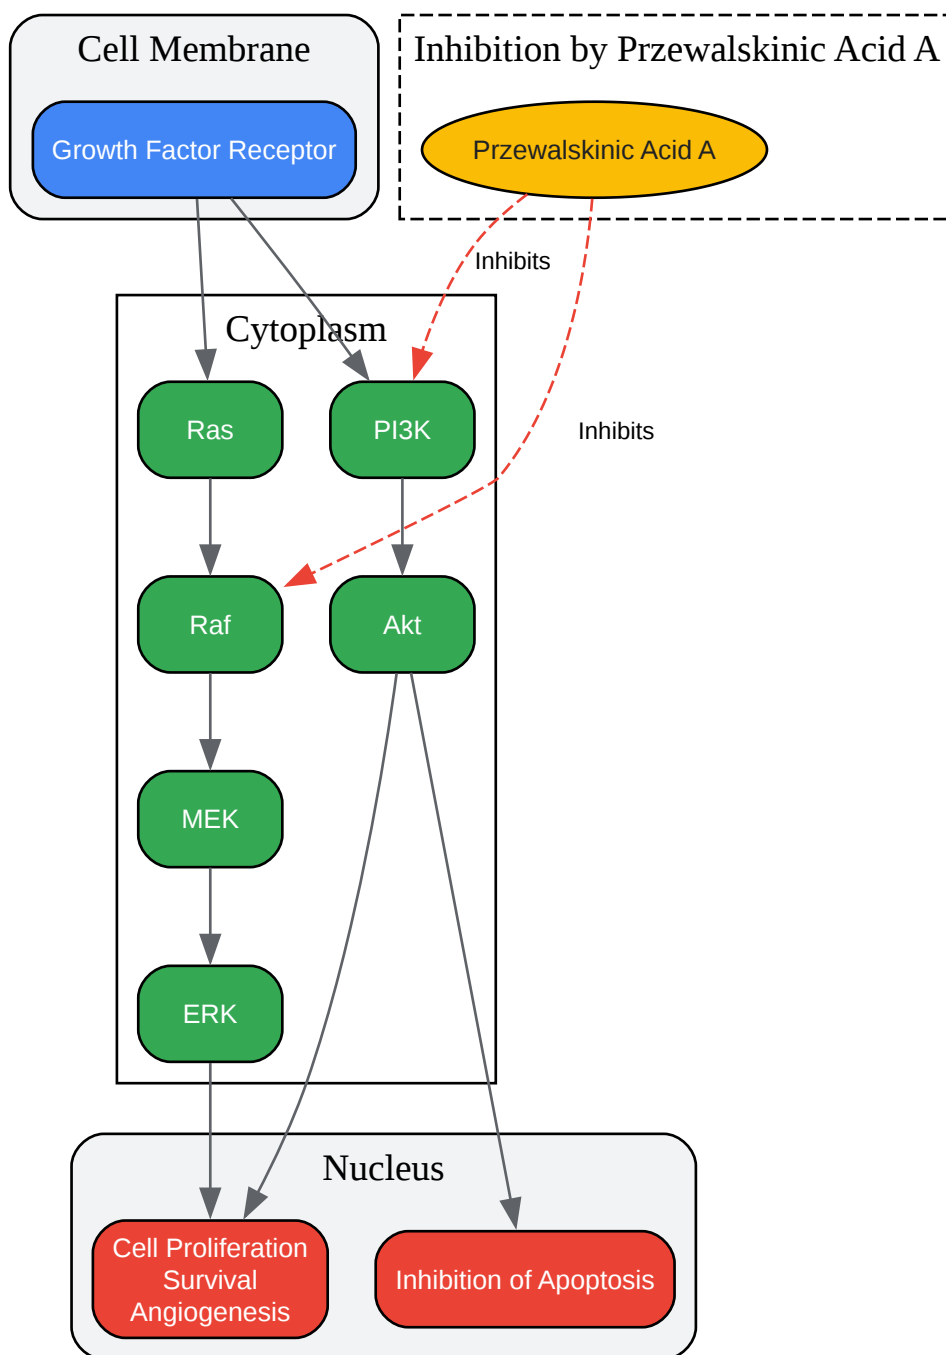 Cell Membrane
Inhibition by Przewalskinic Acid A
Growth Factor Receptor
Przewalskinic Acid A
Inhibits
Cytoplasm
Ras
PI3K
Inhibits
Raf
Akt
MEK
ERK
Nucleus
Cell Proliferation
Survival
Angiogenesis
Inhibition of Apoptosis